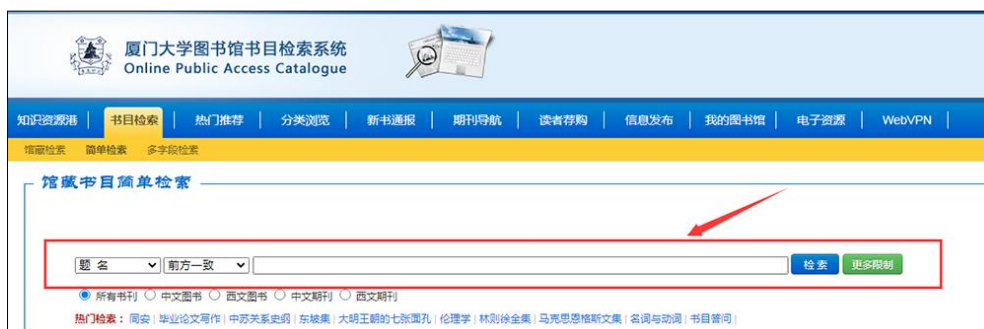 厦门大学图书馆书目检索系统
Online Public Access Catalogue
知识资源港 | 书目检索 | 热门推荐 | 分类浏览 | 新书通报 | 期刊导航 | 读者荐购 | 信息发布 | 我的图书馆 | 电子资源 | WebVPN |
馆藏检索 简单检索 多字段检索
馆藏书目简单检索
题 名 前方一致 检 索 更多限制
所有书刊 中文图书 西文图书 中文期刊 西文期刊
热门检索：同安 | 毕业论文写作 | 中苏关系史纲 | 东坡集 | 大明王朝的七张面孔 | 伦理学 | 林则徐全集 | 马克思恩格斯文集 | 名词与动词 | 书目答问 |